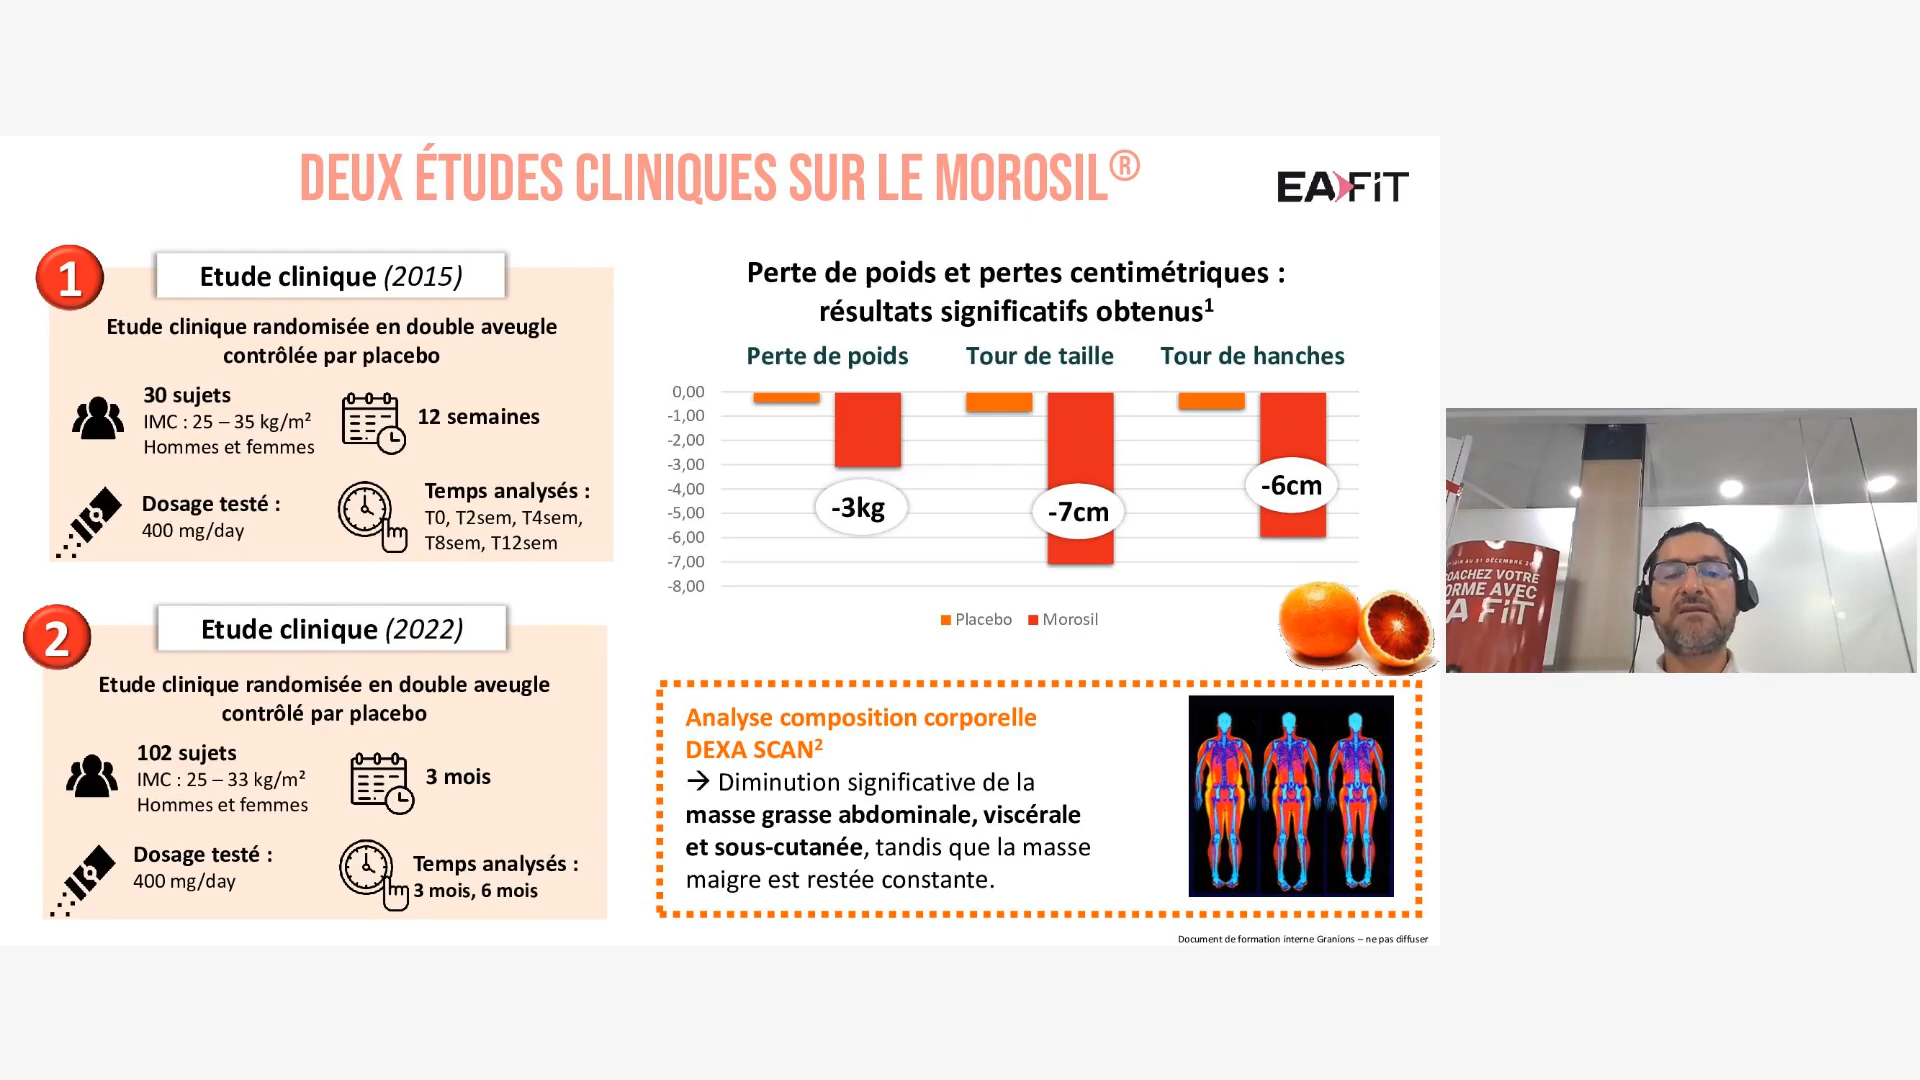 DEUX ÉTUDES CLINIQUES SUR LE MOROSIL®
EAFIT
1
Etude clinique (2015)
Etude clinique randomisée en double aveugle
contrôlée par placebo
30 sujets
IMC : 25 – 35 kg/m²
Hommes et femmes
12 semaines
Dosage testé :
400 mg/day
Temps analysés :
T0, T2sem, T4sem,
T8sem, T12sem
2
Etude clinique (2022)
Etude clinique randomisée en double aveugle
contrôlé par placebo
102 sujets
IMC : 25 – 33 kg/m²
Hommes et femmes
3 mois
Dosage testé :
400 mg/day
Temps analysés :
3 mois, 6 mois
Perte de poids et pertes centimétriques :
résultats significatifs obtenus¹
Perte de poids
Tour de taille
Tour de hanches
0,00
-1,00
-2,00
-3,00
-4,00
-5,00
-6,00
-7,00
-8,00
-3kg
-7cm
-6cm
Placebo
Morosil
Analyse composition corporelle
DEXA SCAN²
→ Diminution significative de la
masse grasse abdominale, viscérale
et sous-cutanée, tandis que la masse
maigre est restée constante.
Document de formation interne Granions – ne pas diffuser
JUIN AU 31 DÉCEMBRE
OACHEZ VOTRE
ORME AVEC
A FIT